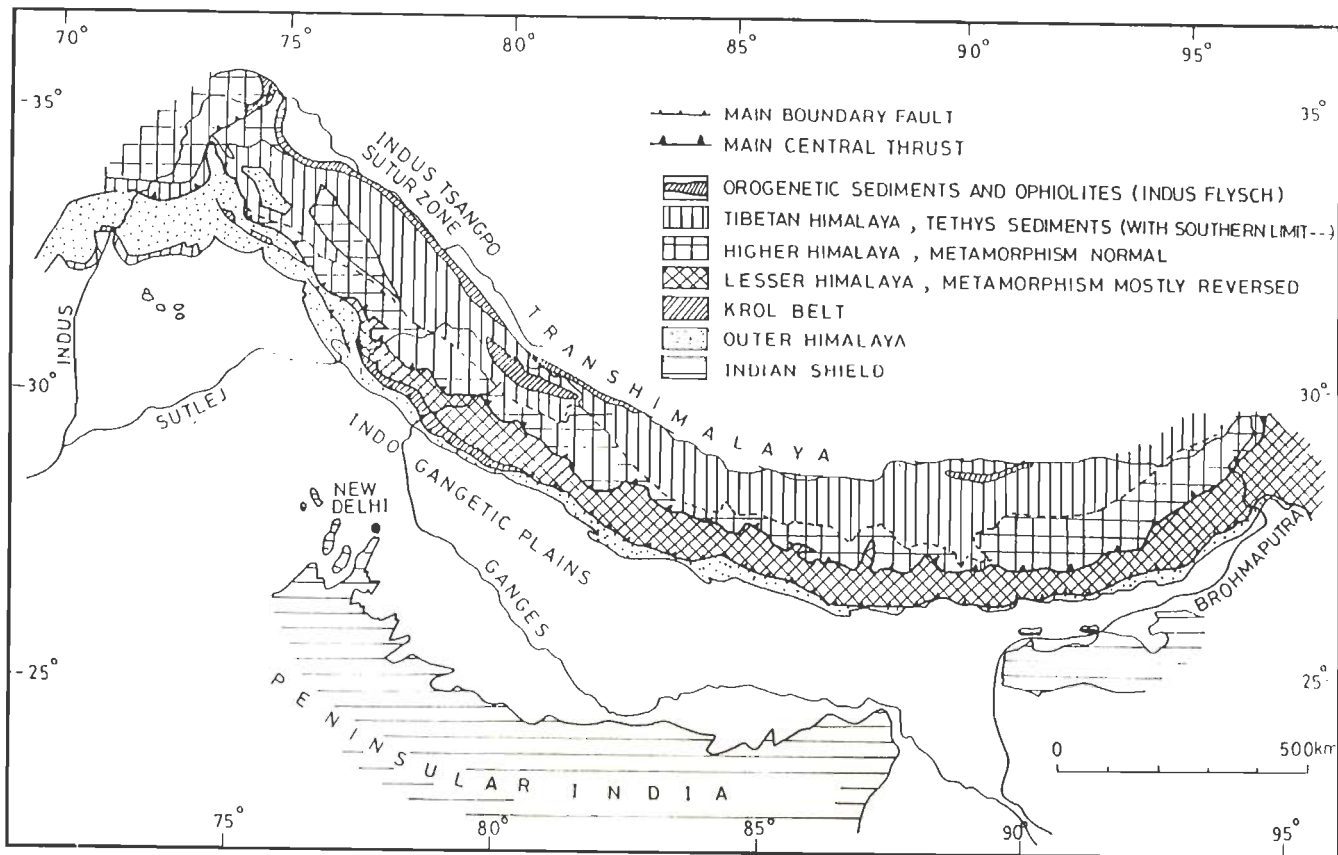 70°
75°
80°
85°
90°
95°
-35°
35°
MAIN BOUNDARY FAULT
MAIN CENTRAL THRUST
OROGENETIC SEDIMENTS AND OPHIOLITES (INDUS FLYSCH)
TIBETAN HIMALAYA , TETHYS SEDIMENTS (WITH SOUTHERN LIMIT--)
HIGHER HIMALAYA , METAMORPHISM NORMAL
LESSER HIMALAYA , METAMORPHISM MOSTLY REVERSED
KROL BELT
OUTER HIMALAYA
INDIAN SHIELD
INDUS TSANGPO
SUTUR ZONE
TRANSHIMALAYA
INDUS
-30°
30°
SUTLEJ
INDO
GANGETIC PLAINS
NEW
DELHI
GANGES
BROHMAPUTRA
-25°
25°
PENINSULAR INDIA
0
500km
75°
80°
85°
90°
95°